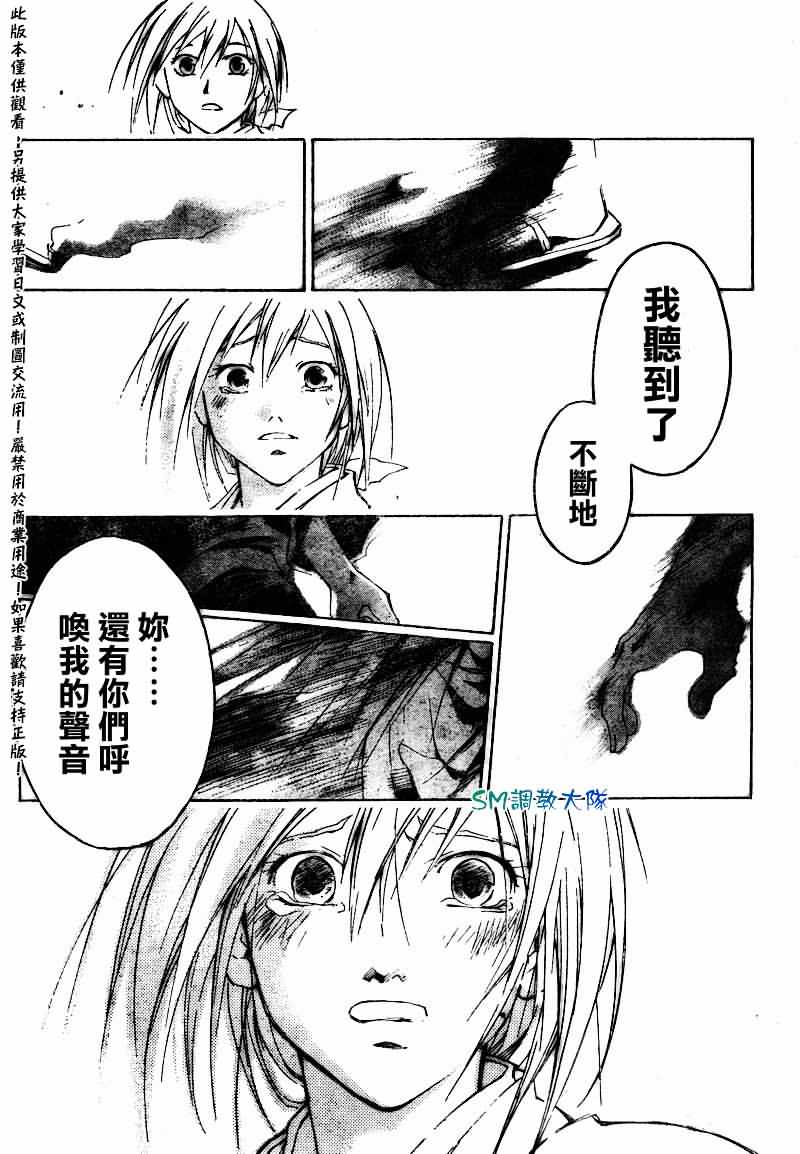 此版本僅供觀看!另提供大家學習日文或制圖交流用!嚴禁用於商業用途!如果喜歡請支持正版!
我聽到了
不斷地
妳……
還有你們呼
喚我的聲音
SM調教大隊